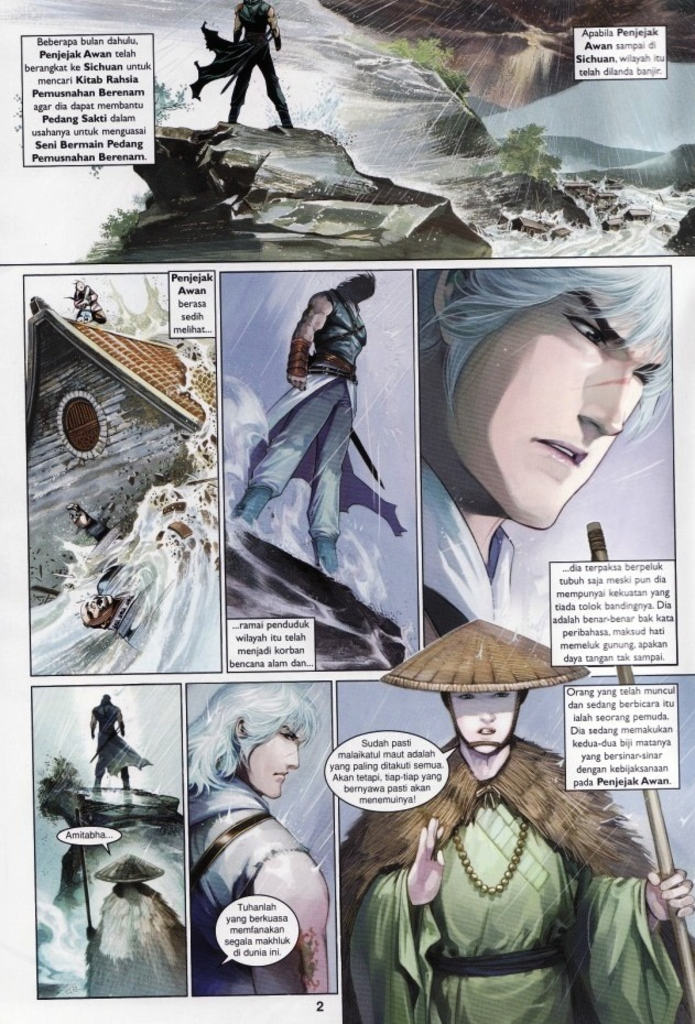 Beberapa bulan dahulu,
Penjejak Awan telah
berangkat ke Sichuan untuk
mencari Kitab Rahsia
Pemusnahan Berenam
agar dia dapat membantu
Pedang Sakti dalam
usahanya untuk menguasai
Seni Bermain Pedang
Pemusnahan Berenam.
Apabila Penjejak
Awan sampai di
Sichuan, wilayah itu
telah dilanda banjir.
Penjejak
Awan
berasa
sedih
melihat...
...ramai penduduk
wilayah itu telah
menjadi korban
bencana alam dan...
...dia terpaksa berpeluk
tubuh saja meski pun dia
mempunyai kekuatan yang
tiada tolok bandingnya. Dia
adalah benar-benar bak kata
peribahasa, maksud hati
memeluk gunung, apakan
daya tangan tak sampai.
Amitabha...
Tuhanlah
yang berkuasa
memfanakan
segala makhluk
di dunia ini.
Sudah pasti
malaikatul maut adalah
yang paling ditakuti semua.
Akan tetapi, tiap-tiap yang
bernyawa pasti akan
menemuinya!
Orang yang telah muncul
dan sedang berbicara itu
ialah seorang pemuda.
Dia sedang memakukan
kedua-dua biji matanya
yang bersinar-sinar
dengan kebijaksanaan
pada Penjejak Awan.
2